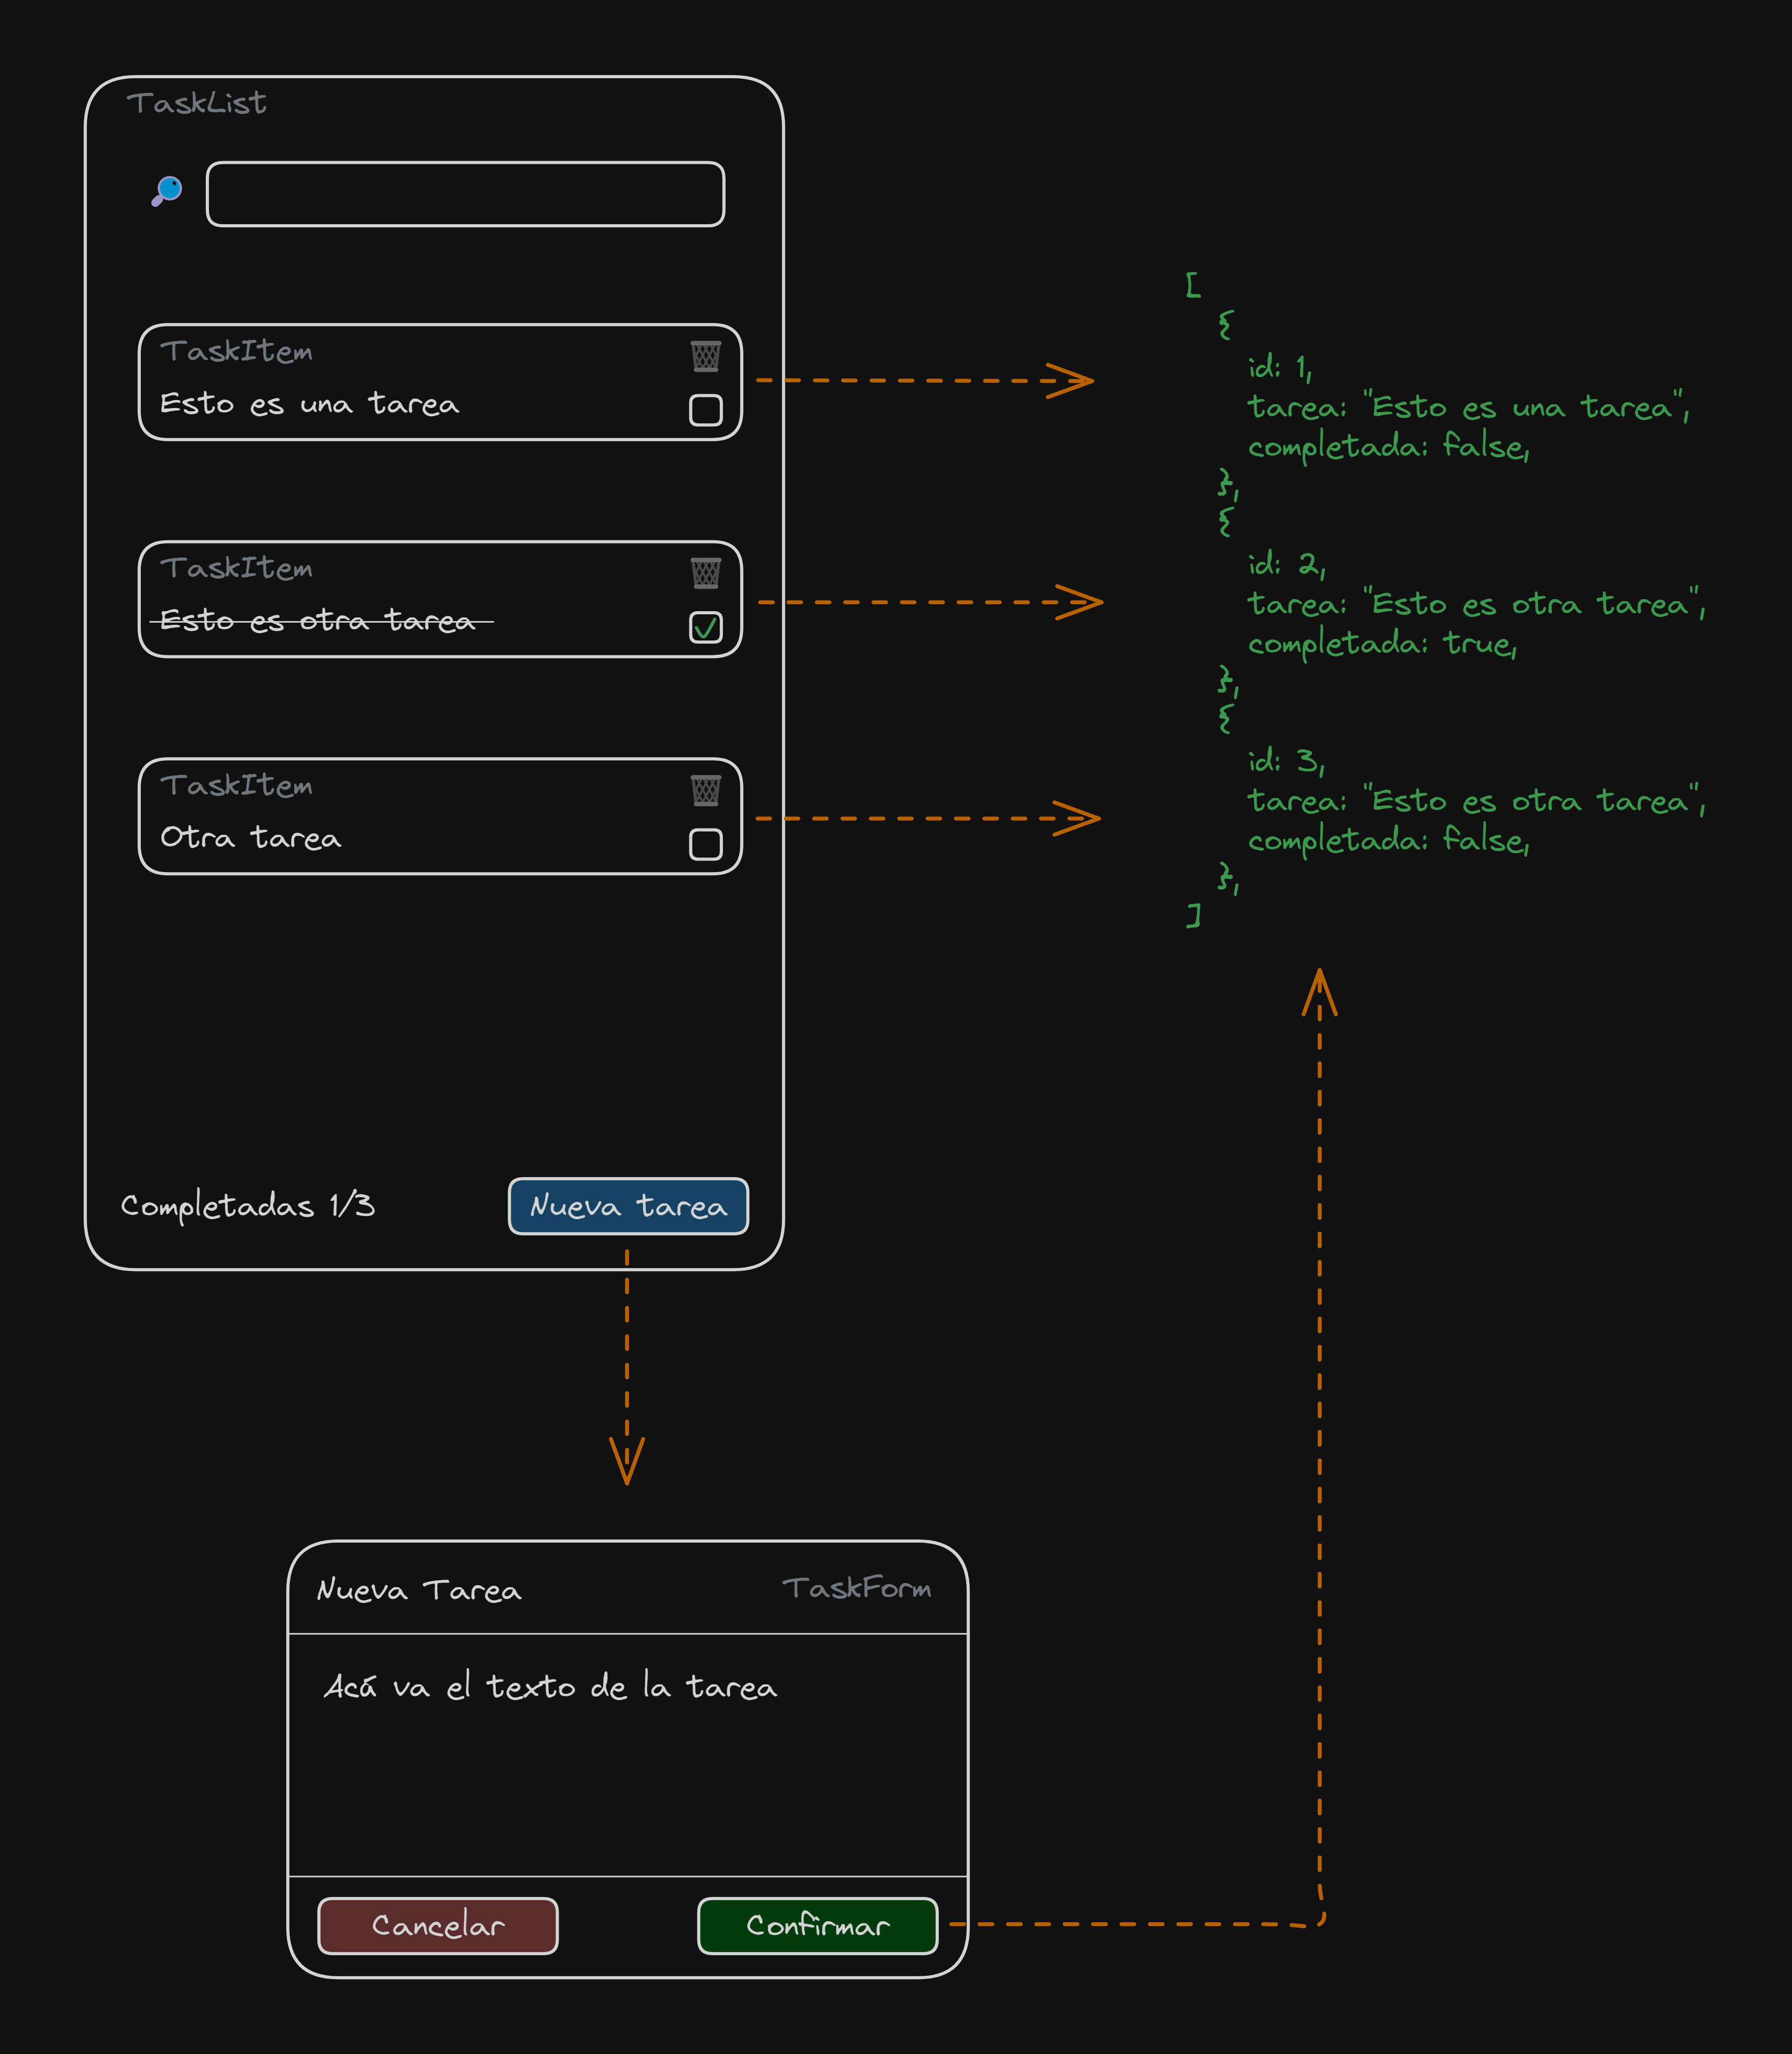 TaskList
TaskItem
Esto es una tarea
TaskItem
Esto es otra tarea
✓
TaskItem
Otra tarea
Completadas 1/3
Nueva tarea
[
{
id: 1,
tarea: "Esto es una tarea",
completada: false,
},
{
id: 2,
tarea: "Esto es otra tarea",
completada: true,
},
{
id: 3,
tarea: "Esto es otra tarea",
completada: false,
},
]
Nueva Tarea
TaskForm
Acá va el texto de la tarea
Cancelar
Confirmar